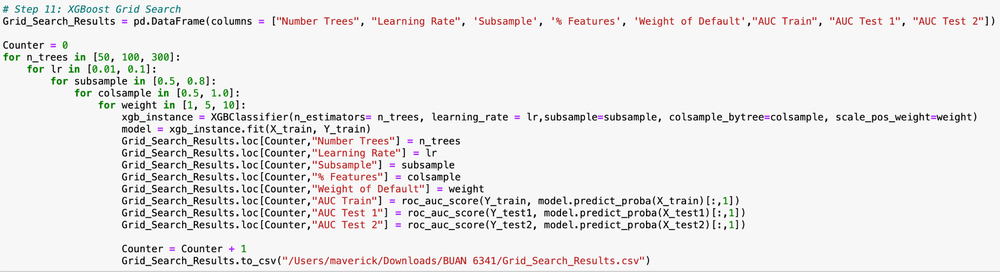 # Step 11: XGBoost Grid Search
Grid_Search_Results = pd.DataFrame(columns = ["Number Trees", "Learning Rate", 'Subsample', '% Features', 'Weight of Default',"AUC Train", "AUC Test 1", "AUC Test 2"])

Counter = 0
for n_trees in [50, 100, 300]:
    for lr in [0.01, 0.1]:
        for subsample in [0.5, 0.8]:
            for colsample in [0.5, 1.0]:
                for weight in [1, 5, 10]:
                    xgb_instance = XGBClassifier(n_estimators= n_trees, learning_rate = lr,subsample=subsample, colsample_bytree=colsample, scale_pos_weight=weight)
                    model = xgb_instance.fit(X_train, Y_train)
                    Grid_Search_Results.loc[Counter,"Number Trees"] = n_trees
                    Grid_Search_Results.loc[Counter,"Learning Rate"] = lr
                    Grid_Search_Results.loc[Counter,"Subsample"] = subsample
                    Grid_Search_Results.loc[Counter,"% Features"] = colsample
                    Grid_Search_Results.loc[Counter,"Weight of Default"] = weight
                    Grid_Search_Results.loc[Counter,"AUC Train"] = roc_auc_score(Y_train, model.predict_proba(X_train)[:,1])
                    Grid_Search_Results.loc[Counter,"AUC Test 1"] = roc_auc_score(Y_test1, model.predict_proba(X_test1)[:,1])
                    Grid_Search_Results.loc[Counter,"AUC Test 2"] = roc_auc_score(Y_test2, model.predict_proba(X_test2)[:,1])

                    Counter = Counter + 1
                    Grid_Search_Results.to_csv("/Users/maverick/Downloads/BUAN 6341/Grid_Search_Results.csv")